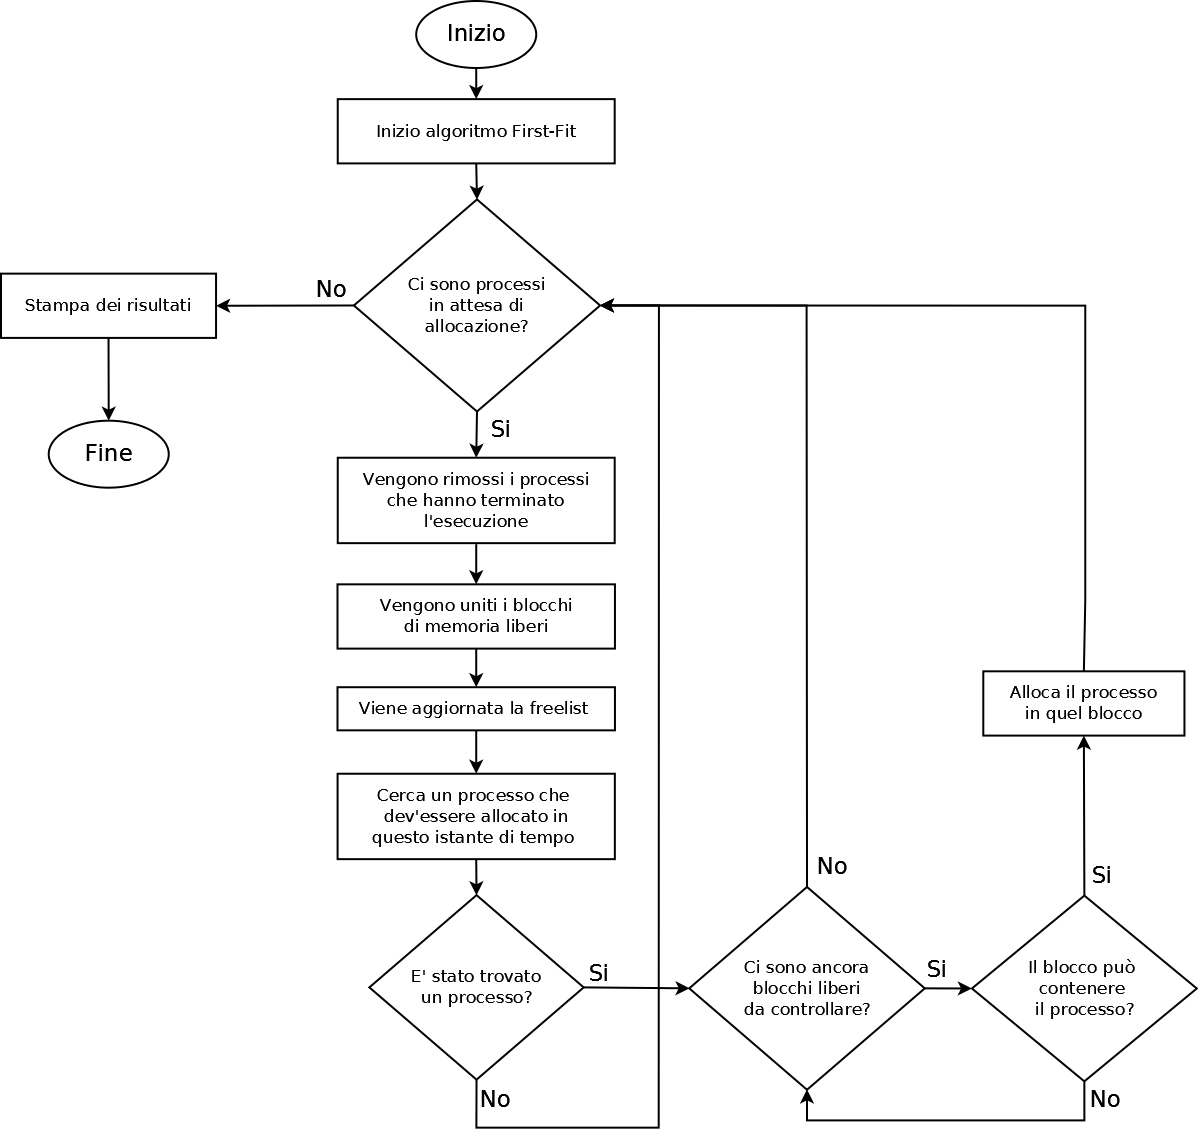 Inizio
Inizio algoritmo First-Fit
Ci sono processi
in attesa di
allocazione?
No
Stampa dei risultati
Fine
Si
Vengono rimossi i processi
che hanno terminato
l'esecuzione
Vengono uniti i blocchi
di memoria liberi
Viene aggiornata la freelist
Cerca un processo che
dev'essere allocato in
questo istante di tempo
E' stato trovato
un processo?
No
Si
Ci sono ancora
blocchi liberi
da controllare?
No
Si
Il blocco può
contenere
il processo?
No
Si
Alloca il processo
in quel blocco